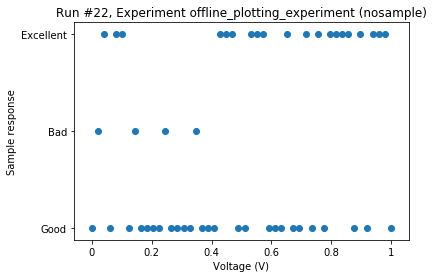 Run #22, Experiment offline_plotting_experiment (nosample)
Excellent
Bad
Good
Sample response
0
0.2
0.4
0.6
0.8
1
Voltage (V)